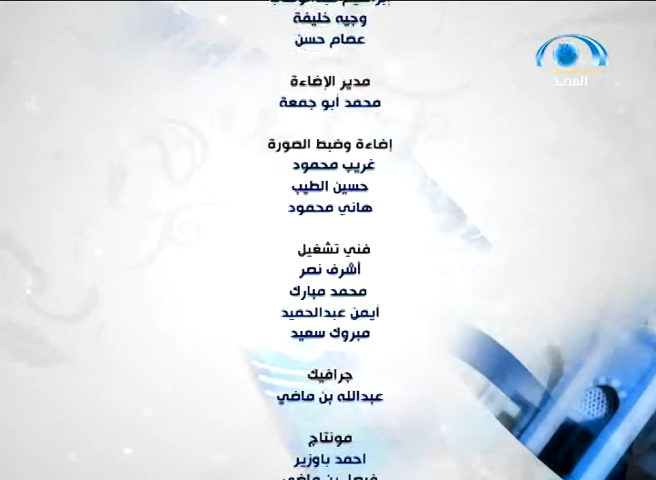 وجيه خليفة
عصام حسن
مدير الإضاءة
محمد أبو جمعة
إضاءة وضبط الصورة
غريب محمود
حسين الطيب
هاني محمود
فني تشغيل
أشرف نصر
محمد مبارك
أيمن عبدالحميد
مبروك سعيد
جرافيك
عبدالله بن ماضي
مونتاج
احمد باوزير
المجد